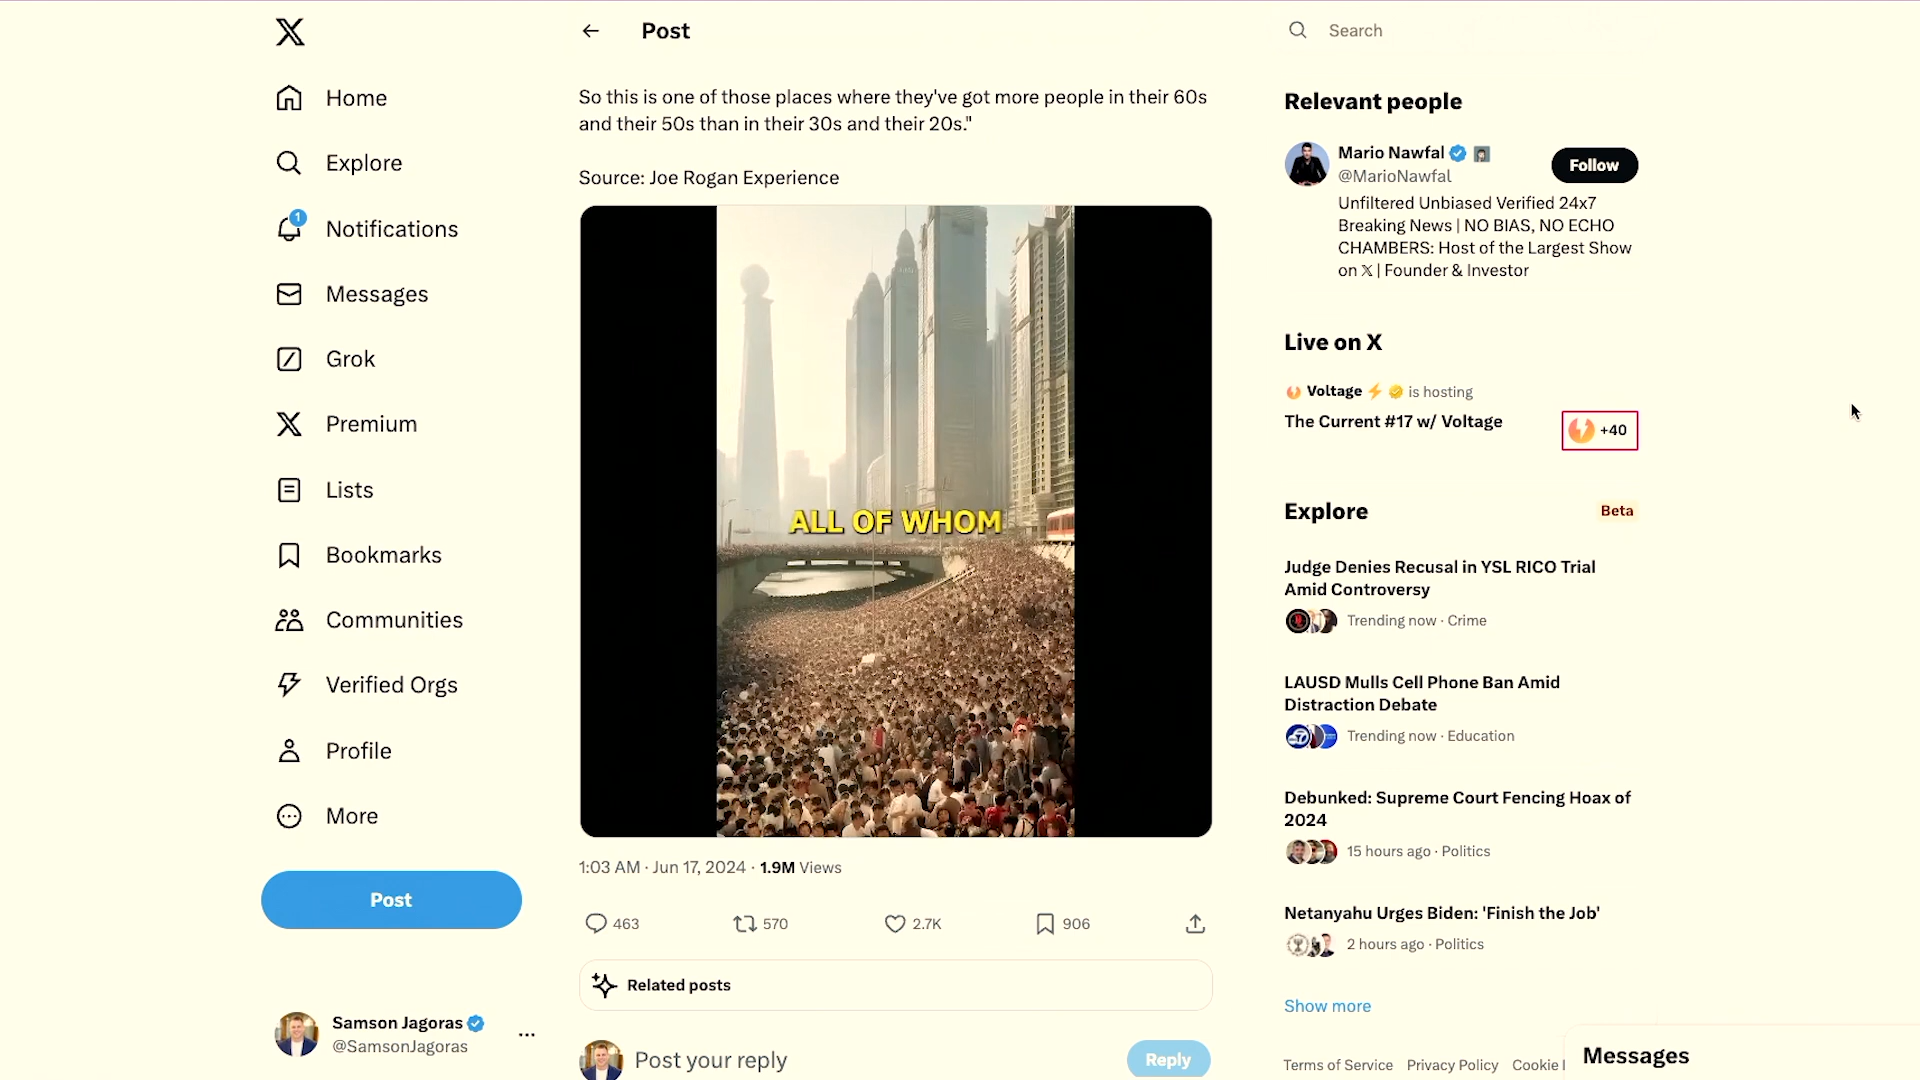 Home
Explore
1
Notifications
Messages
Grok
Premium
Lists
Bookmarks
Communities
Verified Orgs
Profile
More
Post
Samson Jagoras
@SamsonJagoras
Post
So this is one of those places where they've got more people in their 60s
and their 50s than in their 30s and their 20s."
Source: Joe Rogan Experience
ALL OF WHOM
1:03 AM · Jun 17, 2024 · 1.9M Views
463 570 2.7K 906
Related posts
Post your reply
Reply
Search
Relevant people
Mario Nawfal
@MarioNawfal
Follow
Unfiltered Unbiased Verified 24x7
Breaking News | NO BIAS, NO ECHO
CHAMBERS: Host of the Largest Show
on 𝕏 | Founder & Investor
Live on X
Voltage ⚡ is hosting
The Current #17 w/ Voltage
+40
Explore
Beta
Judge Denies Recusal in YSL RICO Trial
Amid Controversy
Trending now · Crime
LAUSD Mulls Cell Phone Ban Amid
Distraction Debate
Trending now · Education
Debunked: Supreme Court Fencing Hoax of
2024
15 hours ago · Politics
Netanyahu Urges Biden: 'Finish the Job'
2 hours ago · Politics
Show more
Terms of Service Privacy Policy Cookie
Messages